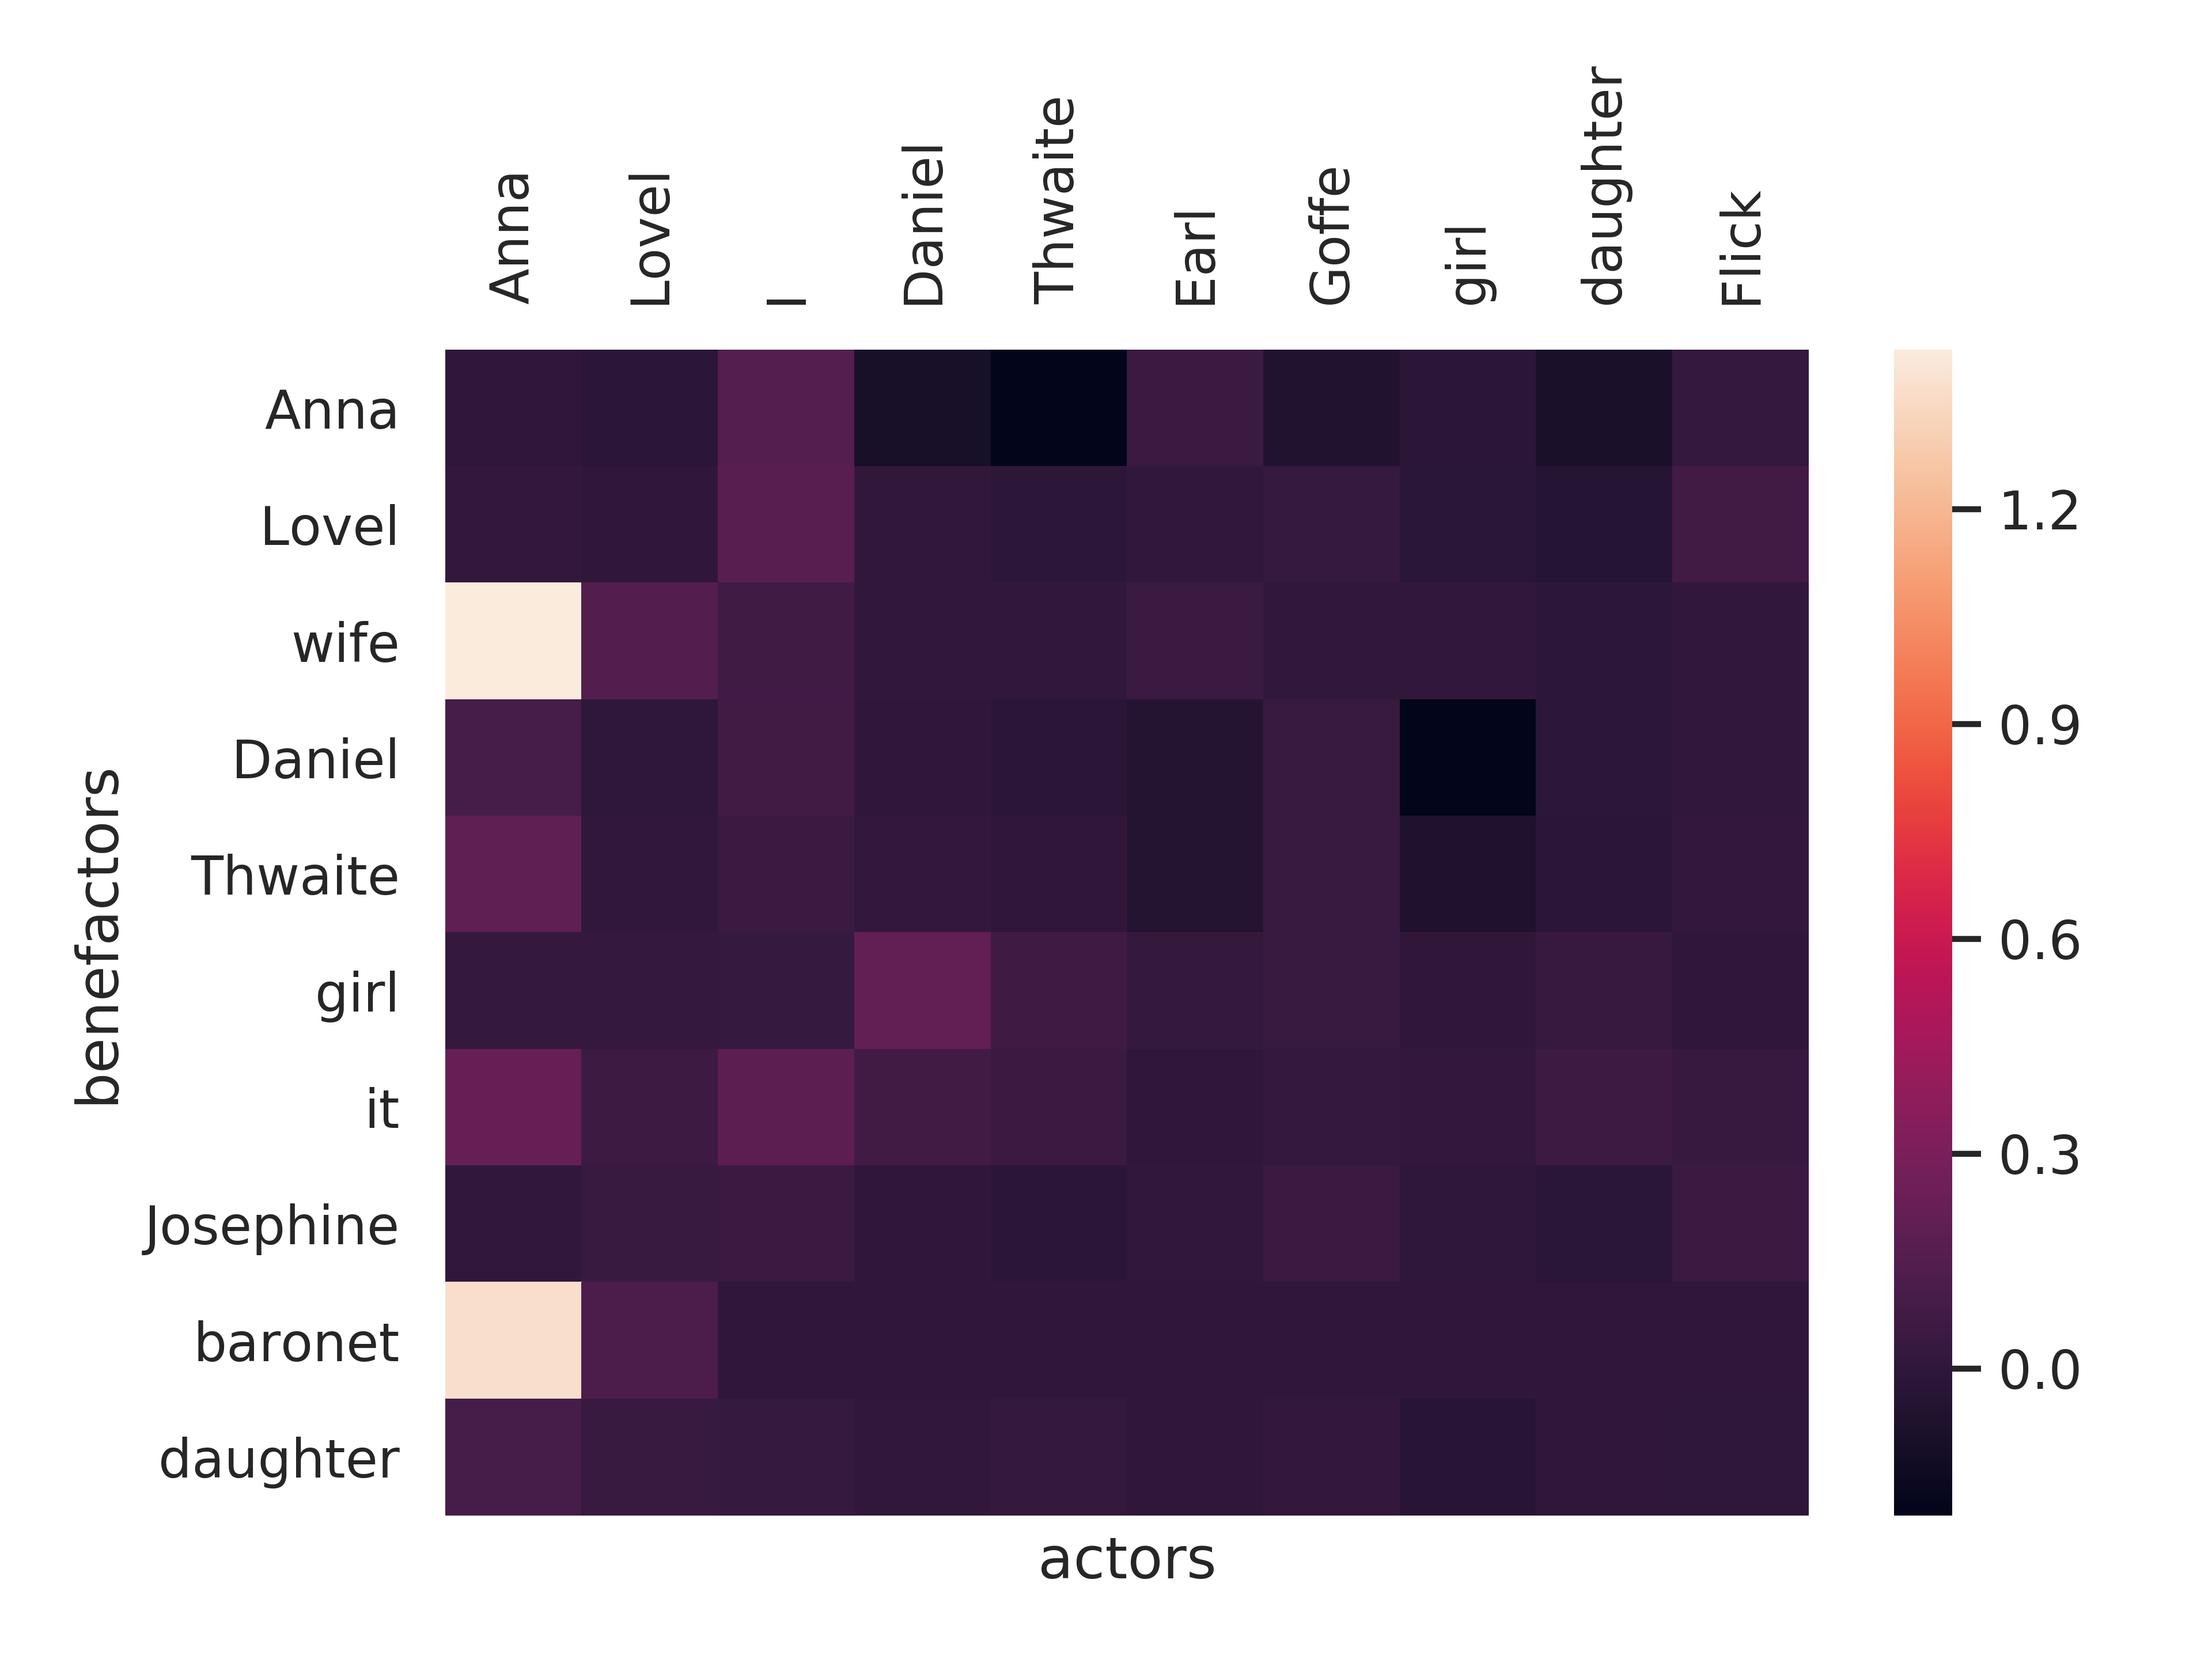 Anna
Lovel
I
Daniel
Thwaite
Earl
Goffe
girl
daughter
Flick
Anna
Lovel
wife
Daniel
Thwaite
girl
it
Josephine
baronet
daughter
benefactors
actors
1.2
0.9
0.6
0.3
0.0